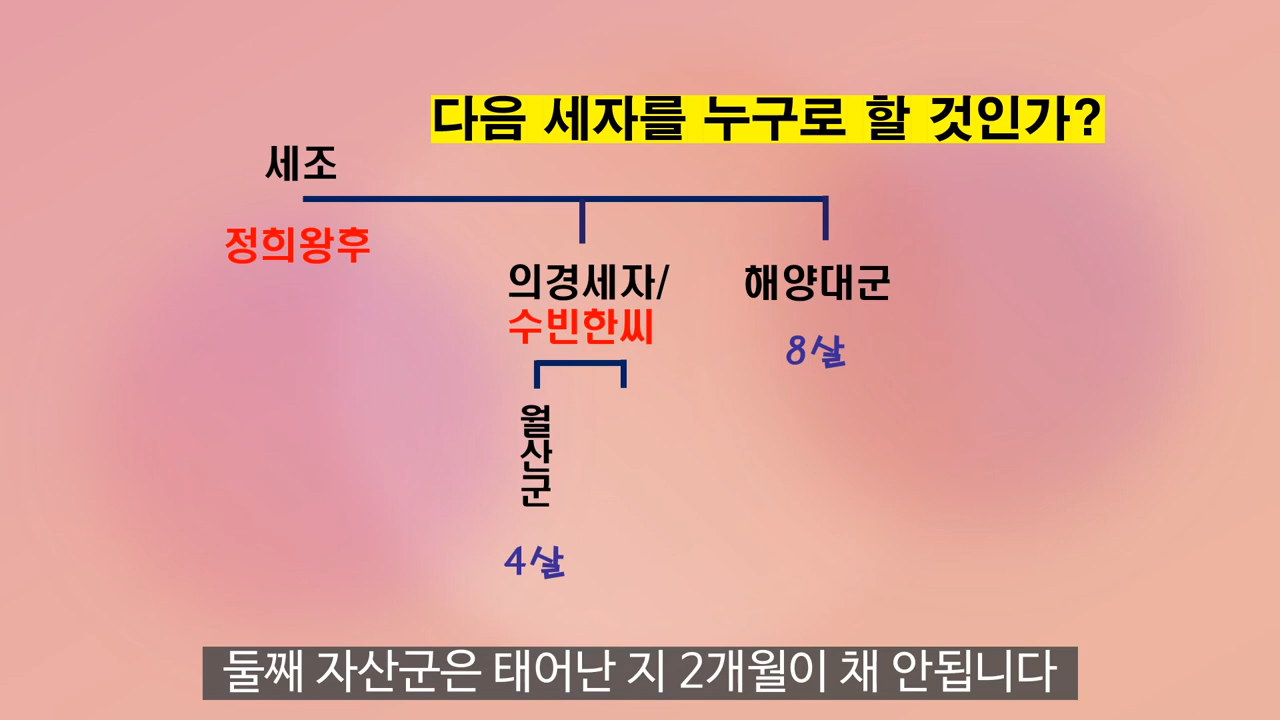 다음 세자를 누구로 할 것인가?
세조
정희왕후
의경세자/
수빈한씨
해양대군
8살
월산군
4살
둘째 자산군은 태어난 지 2개월이 채 안됩니다